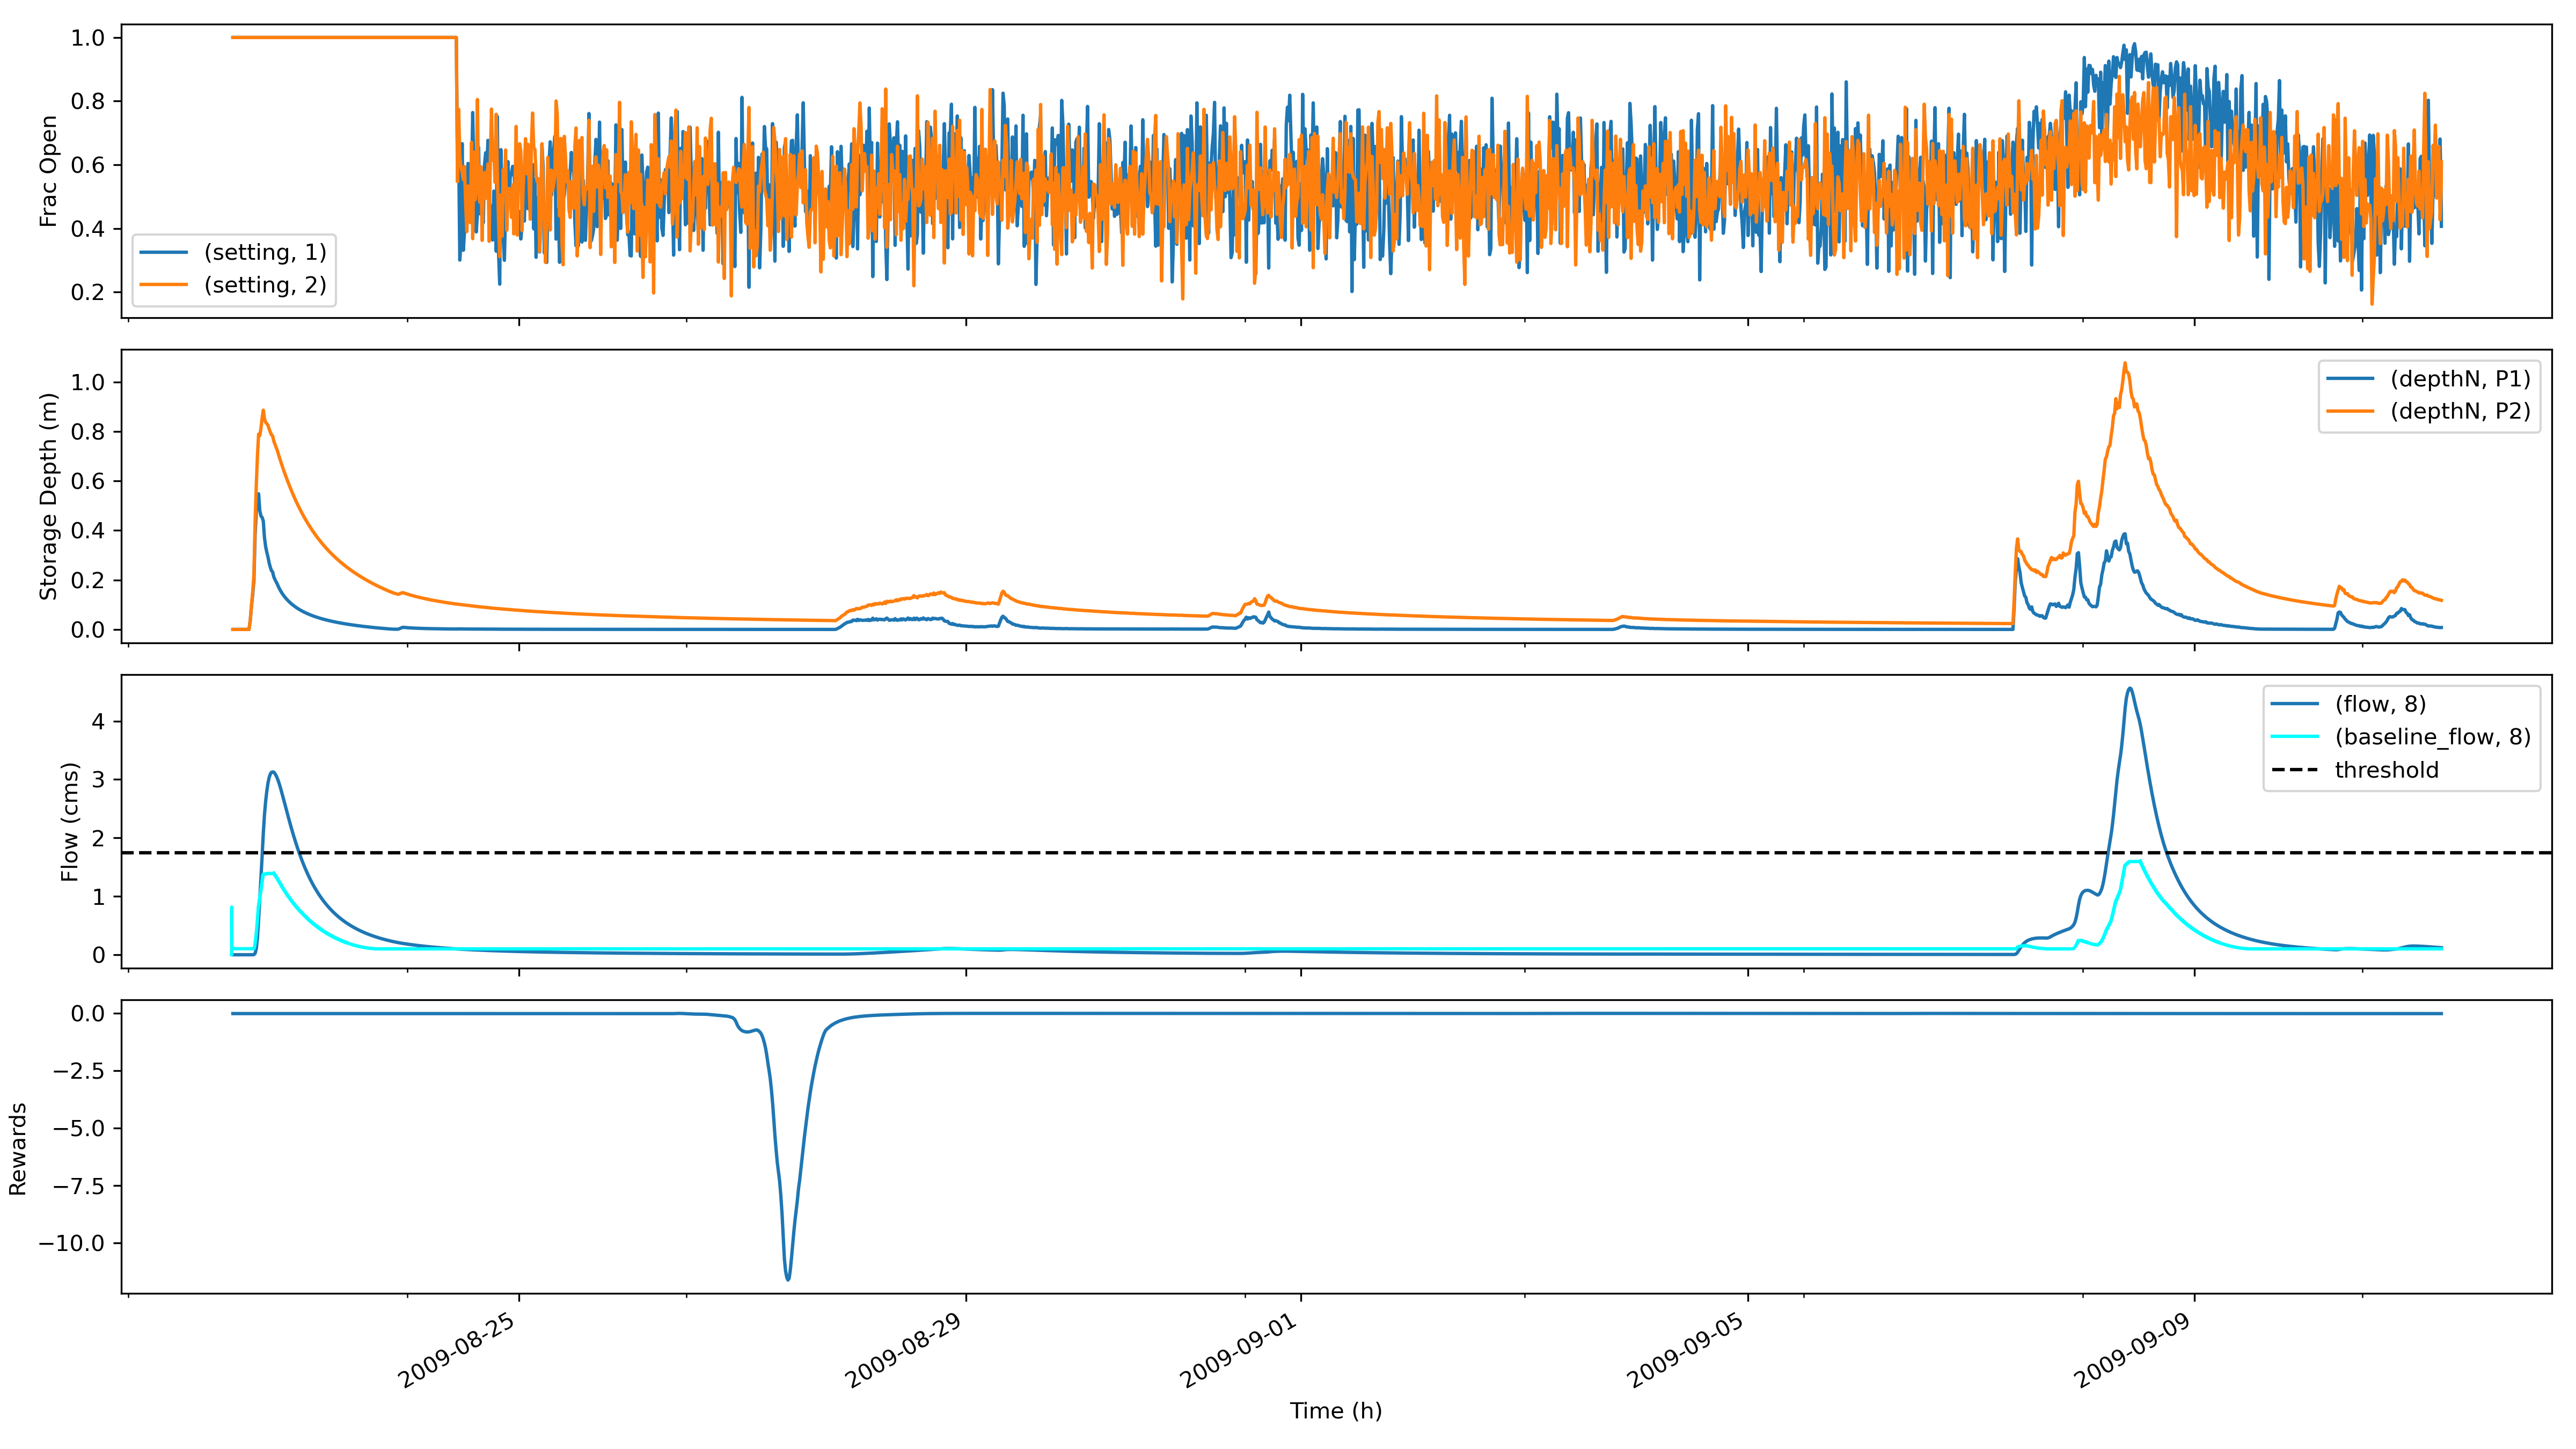 Frac Open
1.0
0.8
0.6
0.4
0.2
(setting, 1)
(setting, 2)
Storage Depth (m)
1.0
0.8
0.6
0.4
0.2
0.0
(depthN, P1)
(depthN, P2)
Flow (cms)
4
3
2
1
0
(flow, 8)
(baseline_flow, 8)
threshold
Rewards
0.0
−2.5
−5.0
−7.5
−10.0
2009-08-25
2009-08-29
2009-09-01
2009-09-05
2009-09-09
Time (h)